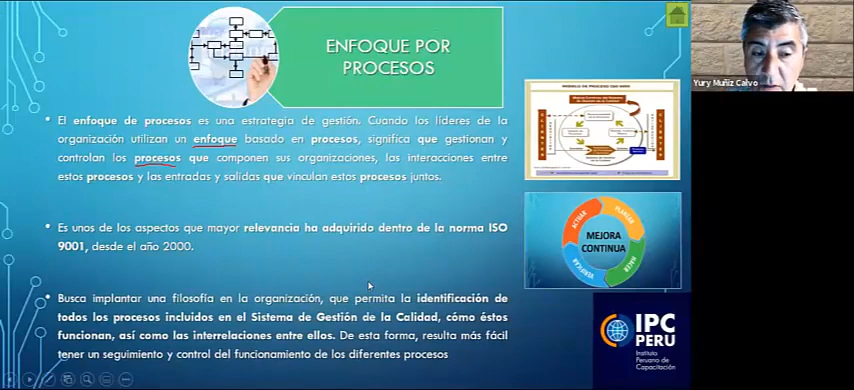 ENFOQUE POR
PROCESOS
Yury Muñiz Calvo
• El enfoque de procesos es una estrategia de gestión. Cuando los líderes de la
organización utilizan un enfoque basado en procesos, significa que gestionan y
controlan los procesos que componen sus organizaciones, las interacciones entre
estos procesos y las entradas y salidas que vinculan estos procesos juntos.
• Es unos de los aspectos que mayor relevancia ha adquirido dentro de la norma ISO
9001, desde el año 2000.
• Busca implantar una filosofía en la organización, que permita la identificación de
todos los procesos incluidos en el Sistema de Gestión de la Calidad, cómo éstos
funcionan, así como las interrelaciones entre ellos. De esta forma, resulta más fácil
tener un seguimiento y control del funcionamiento de los diferentes procesos
ACTUAR
PLANEAR
MEJORA
CONTINUA
VERIFICAR
HACER
IPC
PERU
Instituto
Peruano de
Capacitación